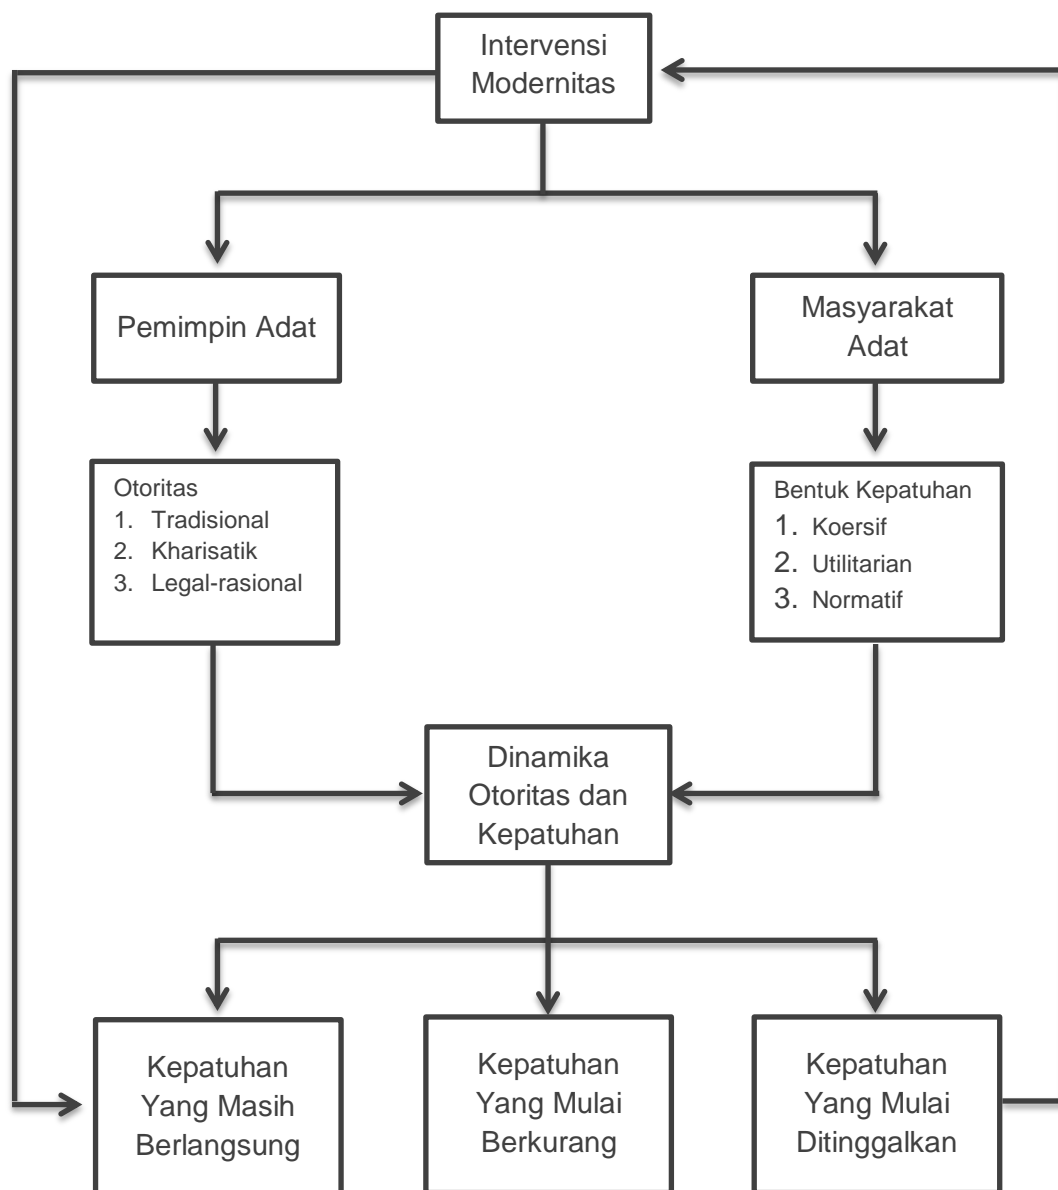 Intervensi
Modernitas
Pemimpin Adat
Masyarakat
Adat
Otoritas
1. Tradisional
2. Kharisatik
3. Legal-rasional
Bentuk Kepatuhan
1. Koersif
2. Utilitarian
3. Normatif
Dinamika
Otoritas dan
Kepatuhan
Kepatuhan
Yang Masih
Berlangsung
Kepatuhan
Yang Mulai
Berkurang
Kepatuhan
Yang Mulai
Ditinggalkan